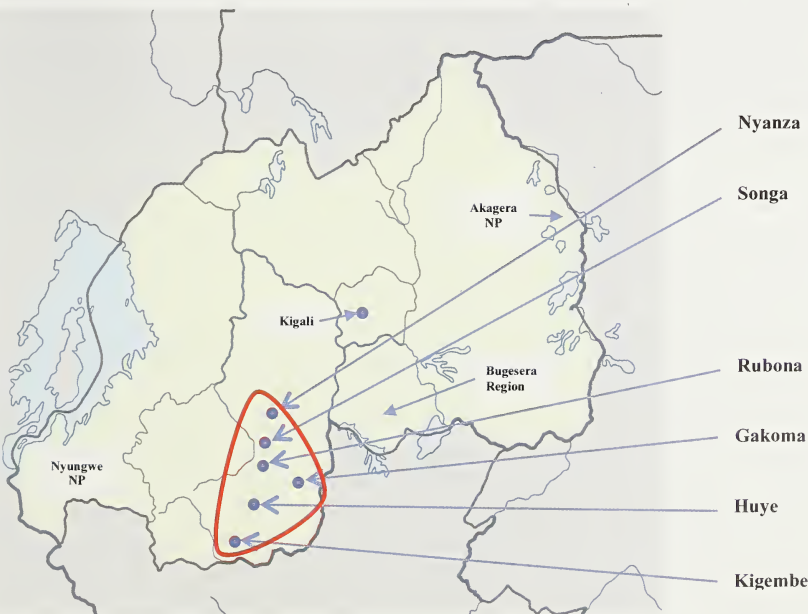 Nyanza
Songa
Akagera
NP
Kigali
Rubona
Bugesera
Region
Gakoma
Nyungwe
NP
Huye
Kigembe